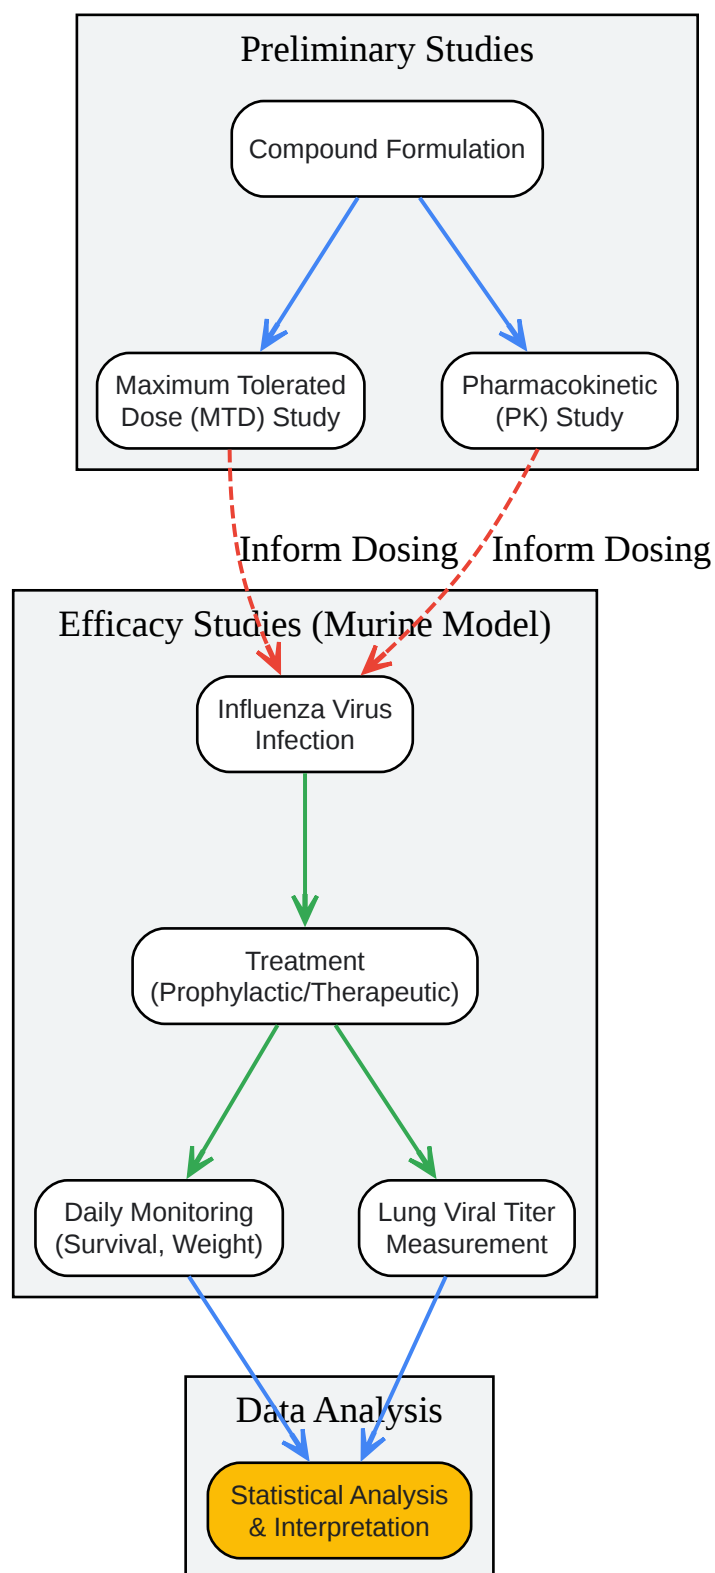 Preliminary Studies
Compound Formulation
Maximum Tolerated
Dose (MTD) Study
Pharmacokinetic
(PK) Study
Inform Dosing
Inform Dosing
Efficacy Studies (Murine Model)
Influenza Virus
Infection
Treatment
(Prophylactic/Therapeutic)
Daily Monitoring
(Survival, Weight)
Lung Viral Titer
Measurement
Data Analysis
Statistical Analysis
& Interpretation